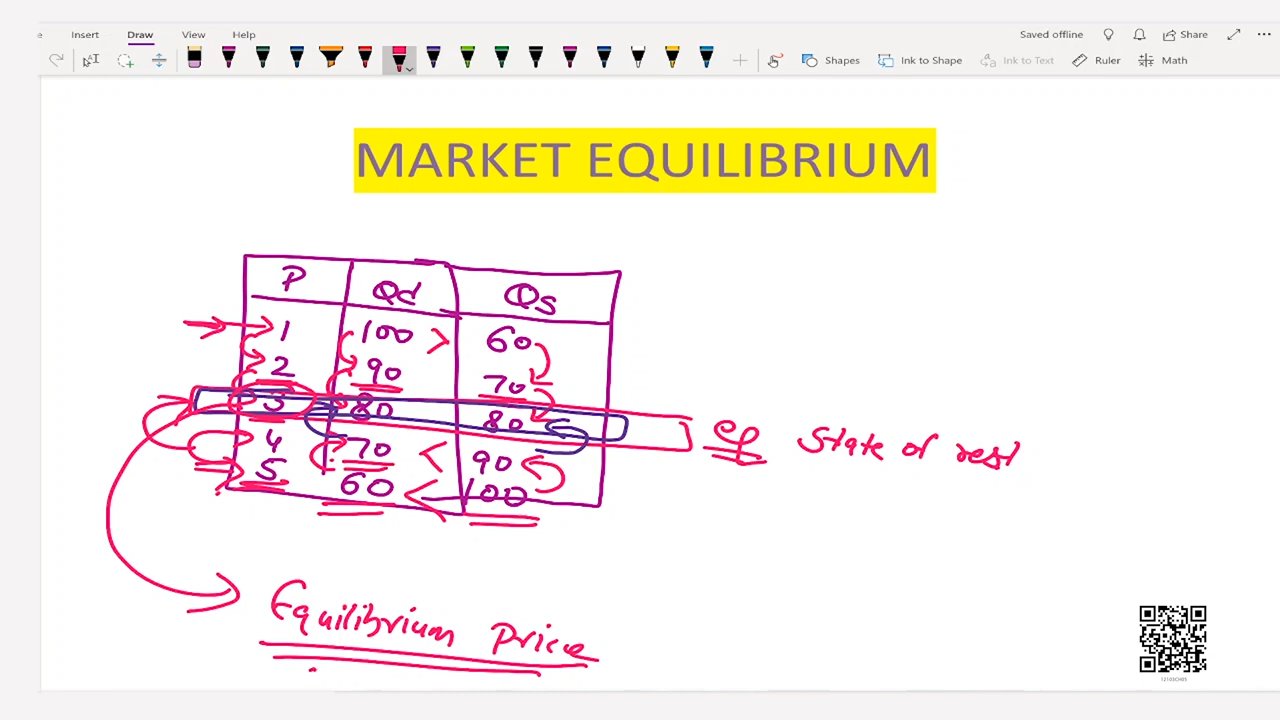 Insert Draw View Help Saved offline Share
Shapes Ink to Shape Ink to Text Ruler Math
MARKET EQUILIBRIUM
P Qd Qs
1 100 > 60
2 90 70
3 80 80
4 70 < 90
5 60 < 100
State of rest
Equilibrium Price
12103CH05